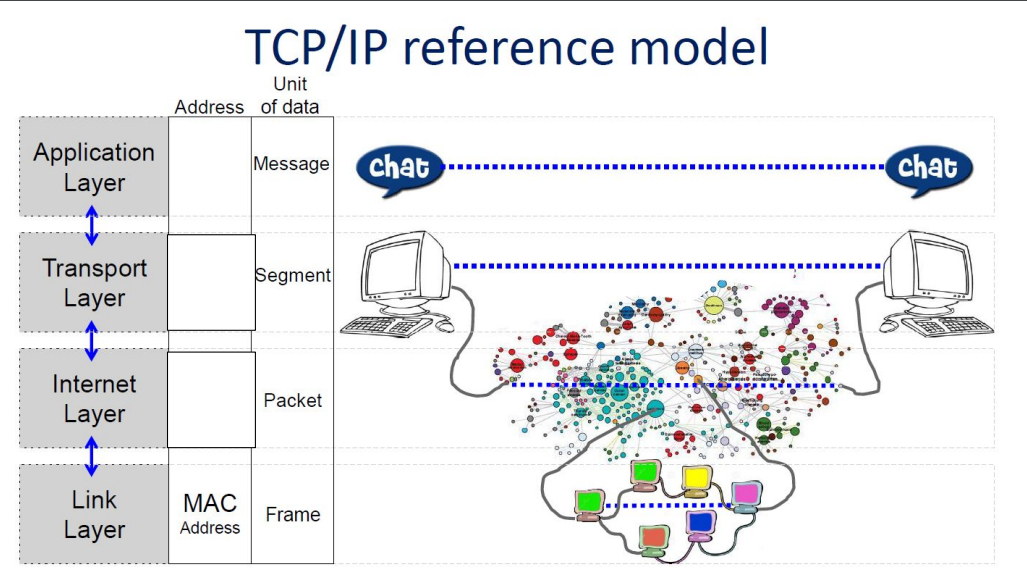 TCP/IP reference model
Address
Unit
of data
Application
Layer
Message
chat
chat
Transport
Layer
Segment
Internet
Layer
Packet
Link
Layer
MAC
Address
Frame